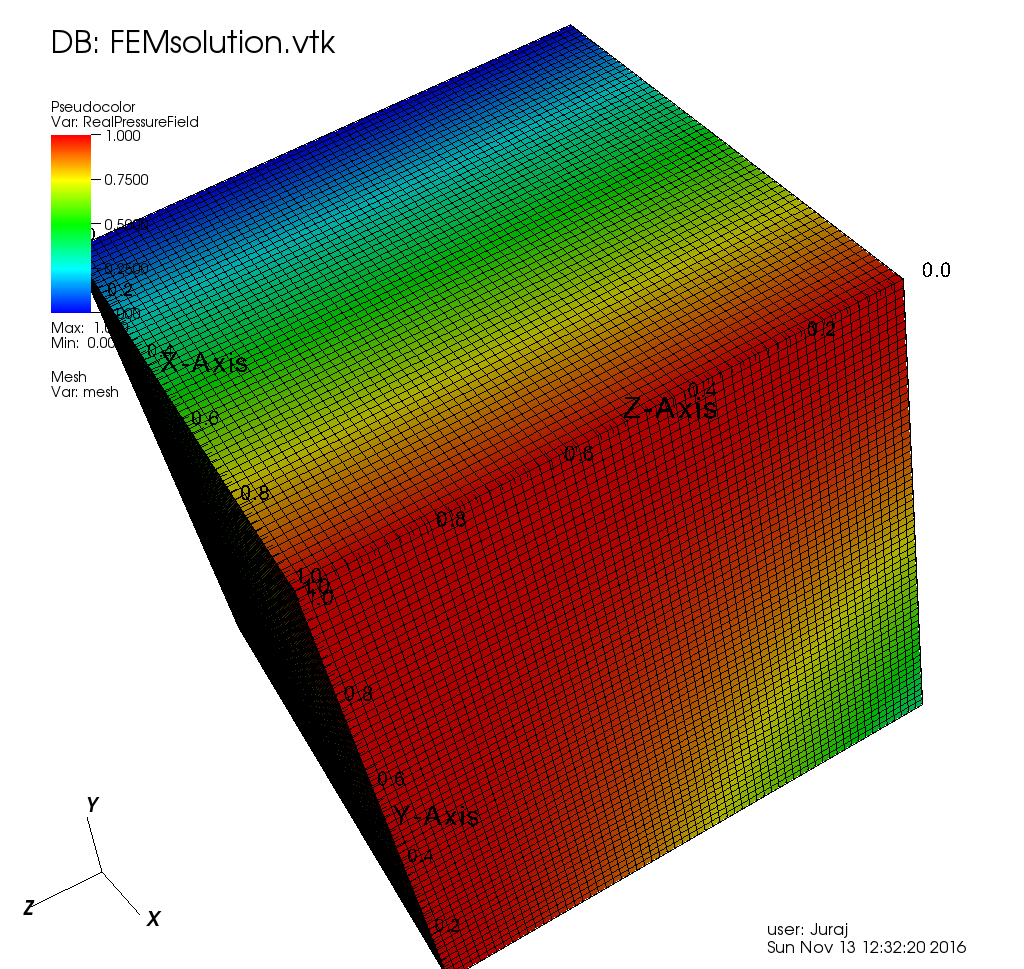 DB: FEMsolution.vtk
Pseudocolor
Var: RealPressureField
1.000
0.7500
0.5000
0.2500
Max: 1.0
Min: 0.00
Mesh
Var: mesh
0.0
0.2
0.4
X-Axis
0.6
0.8
1.0
0.2
0.4
Z-Axis
0.6
0.8
1.0
1.0
0.8
0.6
Y-Axis
0.4
0.2
Y
Z
X
user: Juraj
Sun Nov 13 12:32:20 2016